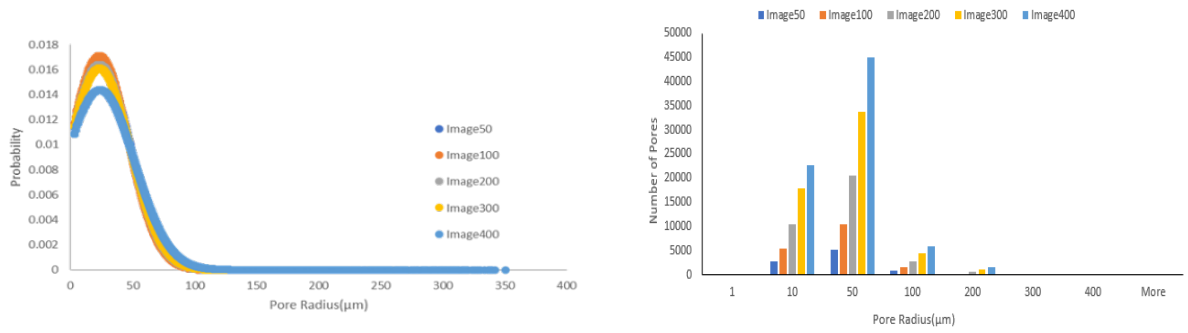 0.018
0.016
0.014
0.012
0.01
0.008
0.006
0.004
0.002
0
Probability
0 50 100 150 200 250 300 350 400
Pore Radius(μm)
Image50
Image100
Image200
Image300
Image400
Image50 Image100 Image200 Image300 Image400
50000
45000
40000
35000
30000
25000
20000
15000
10000
5000
0
Number of Pores
1 10 50 100 200 300 400 More
Pore Radius(μm)